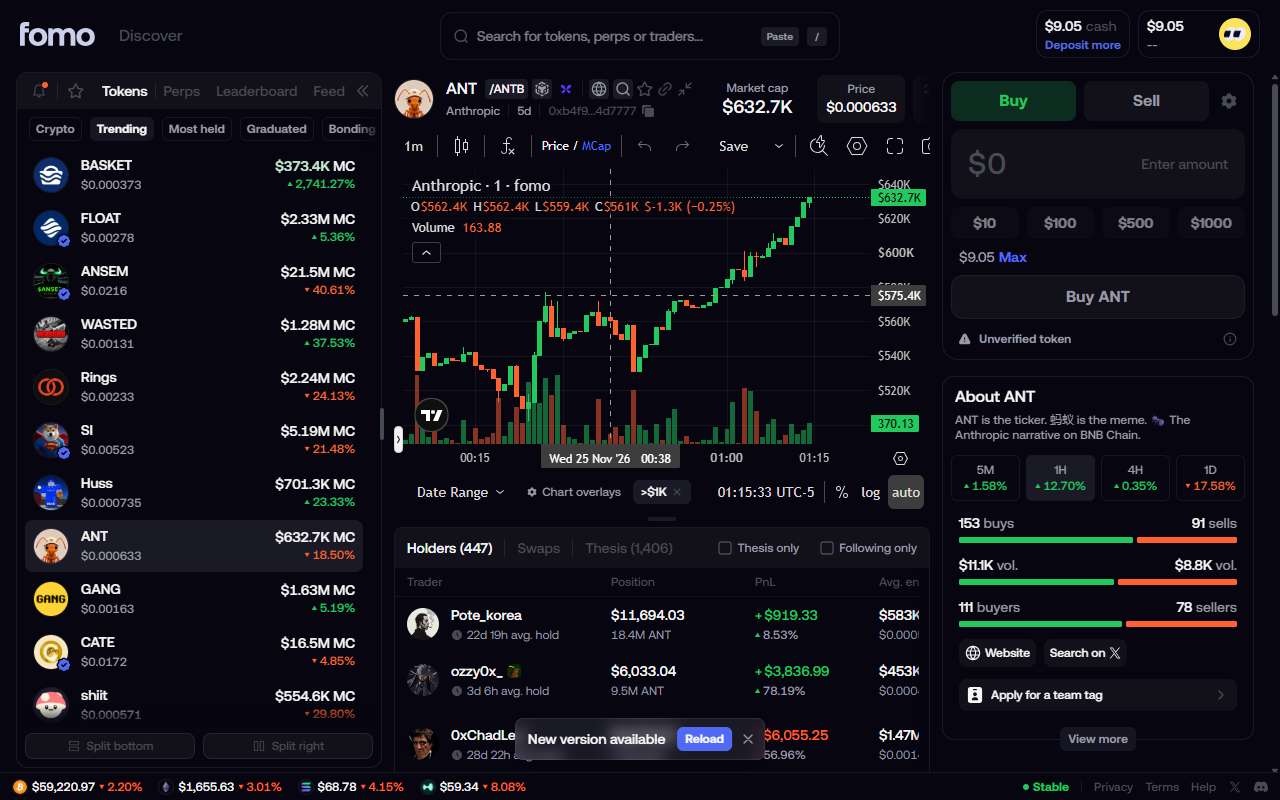 fomo
Discover
Search for tokens, perps or traders...
Paste
/
$9.05 cash
Deposit more
$9.05
--
Tokens Perps Leaderboard Feed
Crypto Trending Most held Graduated Bonding
BASKET $373.4K MC
$0.000373 2,741.27%
FLOAT $2.33M MC
$0.00278 5.36%
ANSEM $21.5M MC
$0.0216 40.61%
WASTED $1.28M MC
$0.00131 37.53%
Rings $2.24M MC
$0.00233 24.13%
SI $5.19M MC
$0.00523 21.48%
Huss $701.3K MC
$0.000735 23.33%
ANT $632.7K MC
$0.000633 18.50%
GANG
GANG $1.63M MC
$0.00163 5.19%
CATE $16.5M MC
$0.0172 4.85%
shiit $554.6K MC
$0.000571 29.80%
Split bottom Split right
ANT /ANTB
Anthropic 5d 0xb4f9...4d7777
Market cap
$632.7K
Price
$0.000633
1m Price / MCap Save
Anthropic · 1 · fomo
O$562.4K H$562.4K L$559.4K C$561K $-1.3K (−0.25%)
Volume 163.88
$640K
$632.7K
$620K
$600K
$575.4K
$560K
$540K
$520K
370.13
00:15 Wed 25 Nov '26 00:38 01:00 01:15
Date Range Chart overlays >$1K 01:15:33 UTC-5 % log auto
Holders (447) Swaps Thesis (1,406) Thesis only Following only
Trader Position PnL Avg. en
Pote_korea $11,694.03 +$919.33 $583K
22d 19h avg. hold 18.4M ANT 8.53%
ozzy0x_ $6,033.04 +$3,836.99 $453K
3d 6h avg. hold 9.5M ANT 78.19%
0xChadLe $6,055.25 $1.47M
28d 22h 56.96%
New version available Reload
Buy Sell
$0 Enter amount
$10 $100 $500 $1000
$9.05 Max
Buy ANT
Unverified token
About ANT
ANT is the ticker. 蚂蚁 is the meme. 🐜 The
Anthropic narrative on BNB Chain.
5M 1H 4H 1D
1.58% 12.70% 0.35% 17.58%
153 buys 91 sells
$11.1K vol. $8.8K vol.
111 buyers 78 sellers
Website Search on X
Apply for a team tag
View more
$59,220.97 2.20% $1,655.63 3.01% $68.78 4.15% $59.34 8.08%
Stable Privacy Terms Help